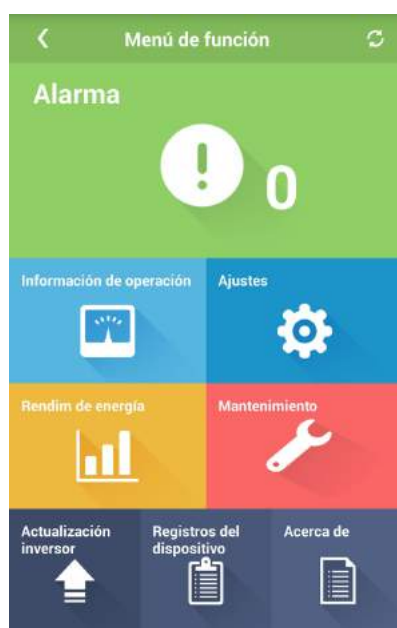 Menú de función
Alarma
0
Información de operación
Ajustes
Rendim de energía
Mantenimiento
Actualización
inversor
Registros del
dispositivo
Acerca de